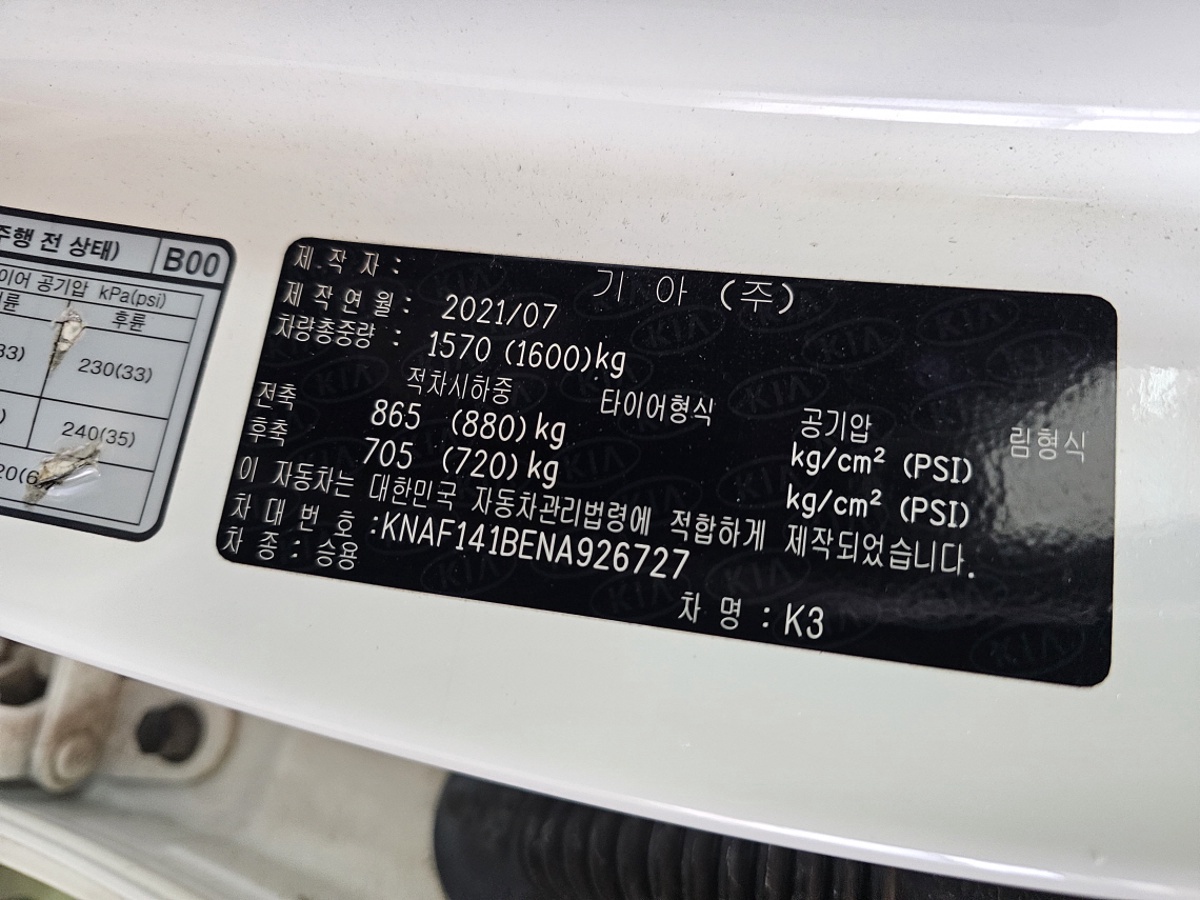 주행 전 상태) B00
이어 공기압 kPa(psi)
후륜
33) 230(33)
) 240(35)
제 작 자 : 기 아 (주)
제 작 연 월 : 2021/07
차량총중량 : 1570 (1600)kg
적차시하중 타이어형식 공기압 림형식
전축 865 (880) kg kg/cm² (PSI)
후축 705 (720) kg kg/cm² (PSI)
이 자동차는 대한민국 자동차관리법령에 적합하게 제작되었습니다.
차 대 번 호 :KNAF141BENA926727
차 종 : 승용 차 명 : K3